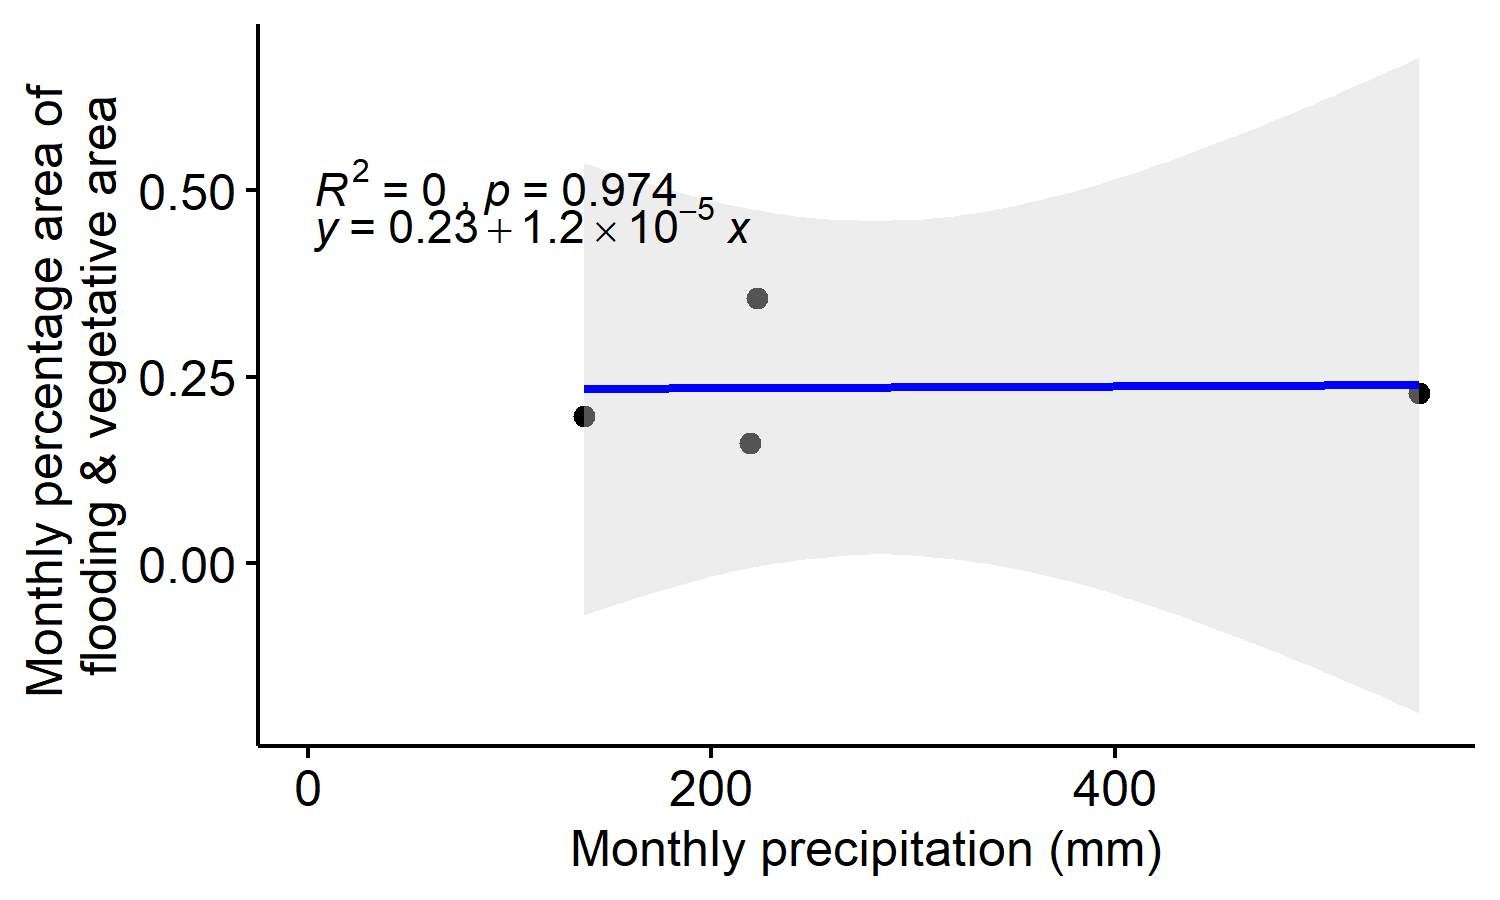 Monthly percentage area of
flooding & vegetative area
0.50
0.25
0.00
R² = 0 , p = 0.974
y = 0.23 + 1.2 × 10⁻⁵ x
0 200 400
Monthly precipitation (mm)